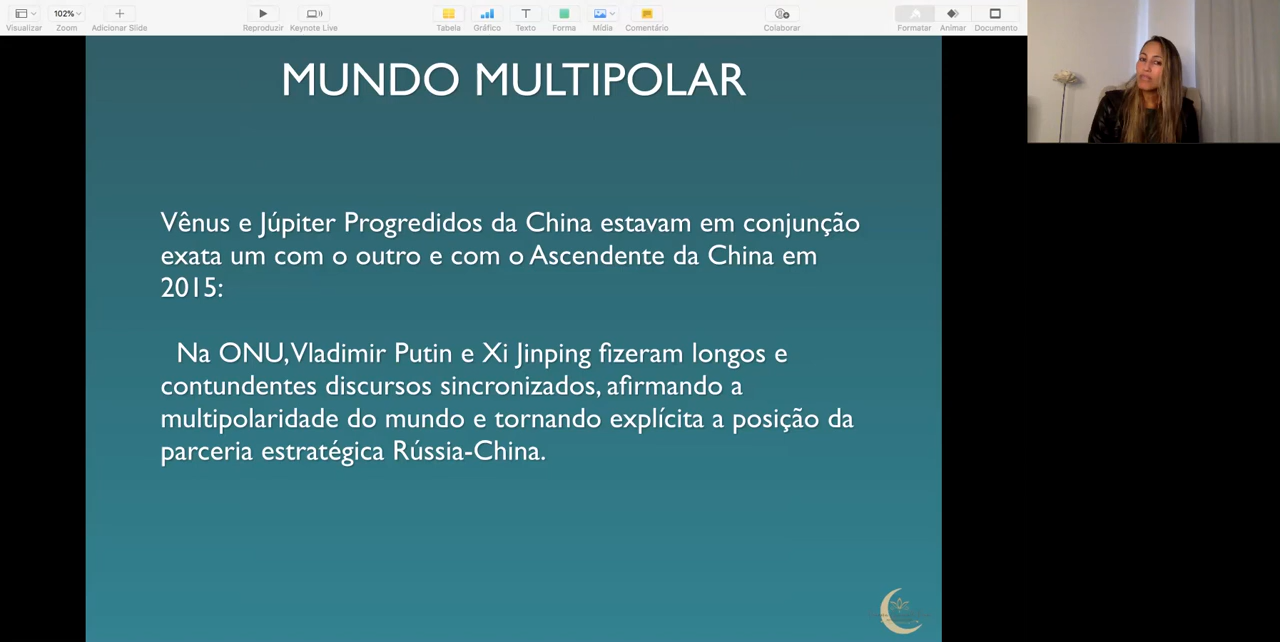 102%
Visualizar
Zoom
Adicionar Slide
Reproduzir
Keynote Live
Tabela
Gráfico
Texto
Forma
Mídia
Comentário
Colaborar
Formatar
Animar
Documento
MUNDO MULTIPOLAR
Vênus e Júpiter Progredidos da China estavam em conjunção
exata um com o outro e com o Ascendente da China em
2015:
Na ONU, Vladimir Putin e Xi Jinping fizeram longos e
contundentes discursos sincronizados, afirmando a
multipolaridade do mundo e tornando explícita a posição da
parceria estratégica Rússia-China.